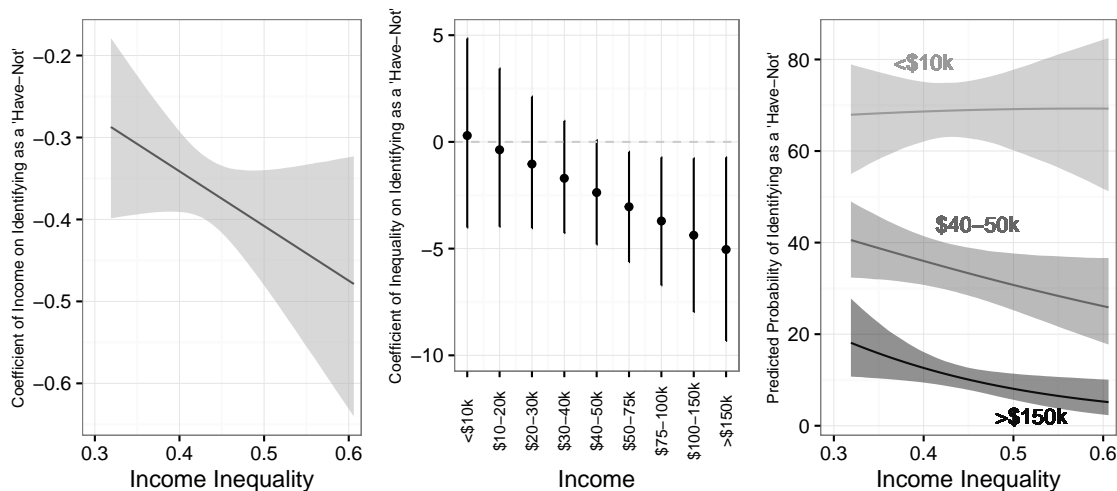 Coefficient of Income on Identifying as a 'Have−Not'
−0.2
−0.3
−0.4
−0.5
−0.6
0.3
0.4
0.5
0.6
Income Inequality
Coefficient of Inequality on Identifying as a 'Have−Not'
5
0
−5
−10
<$10k
$10−20k
$20−30k
$30−40k
$40−50k
$50−75k
$75−100k
$100−150k
>$150k
Income
Predicted Probability of Identifying as a 'Have−Not'
80
60
40
20
0
<$10k
$40−50k
>$150k
0.3
0.4
0.5
0.6
Income Inequality